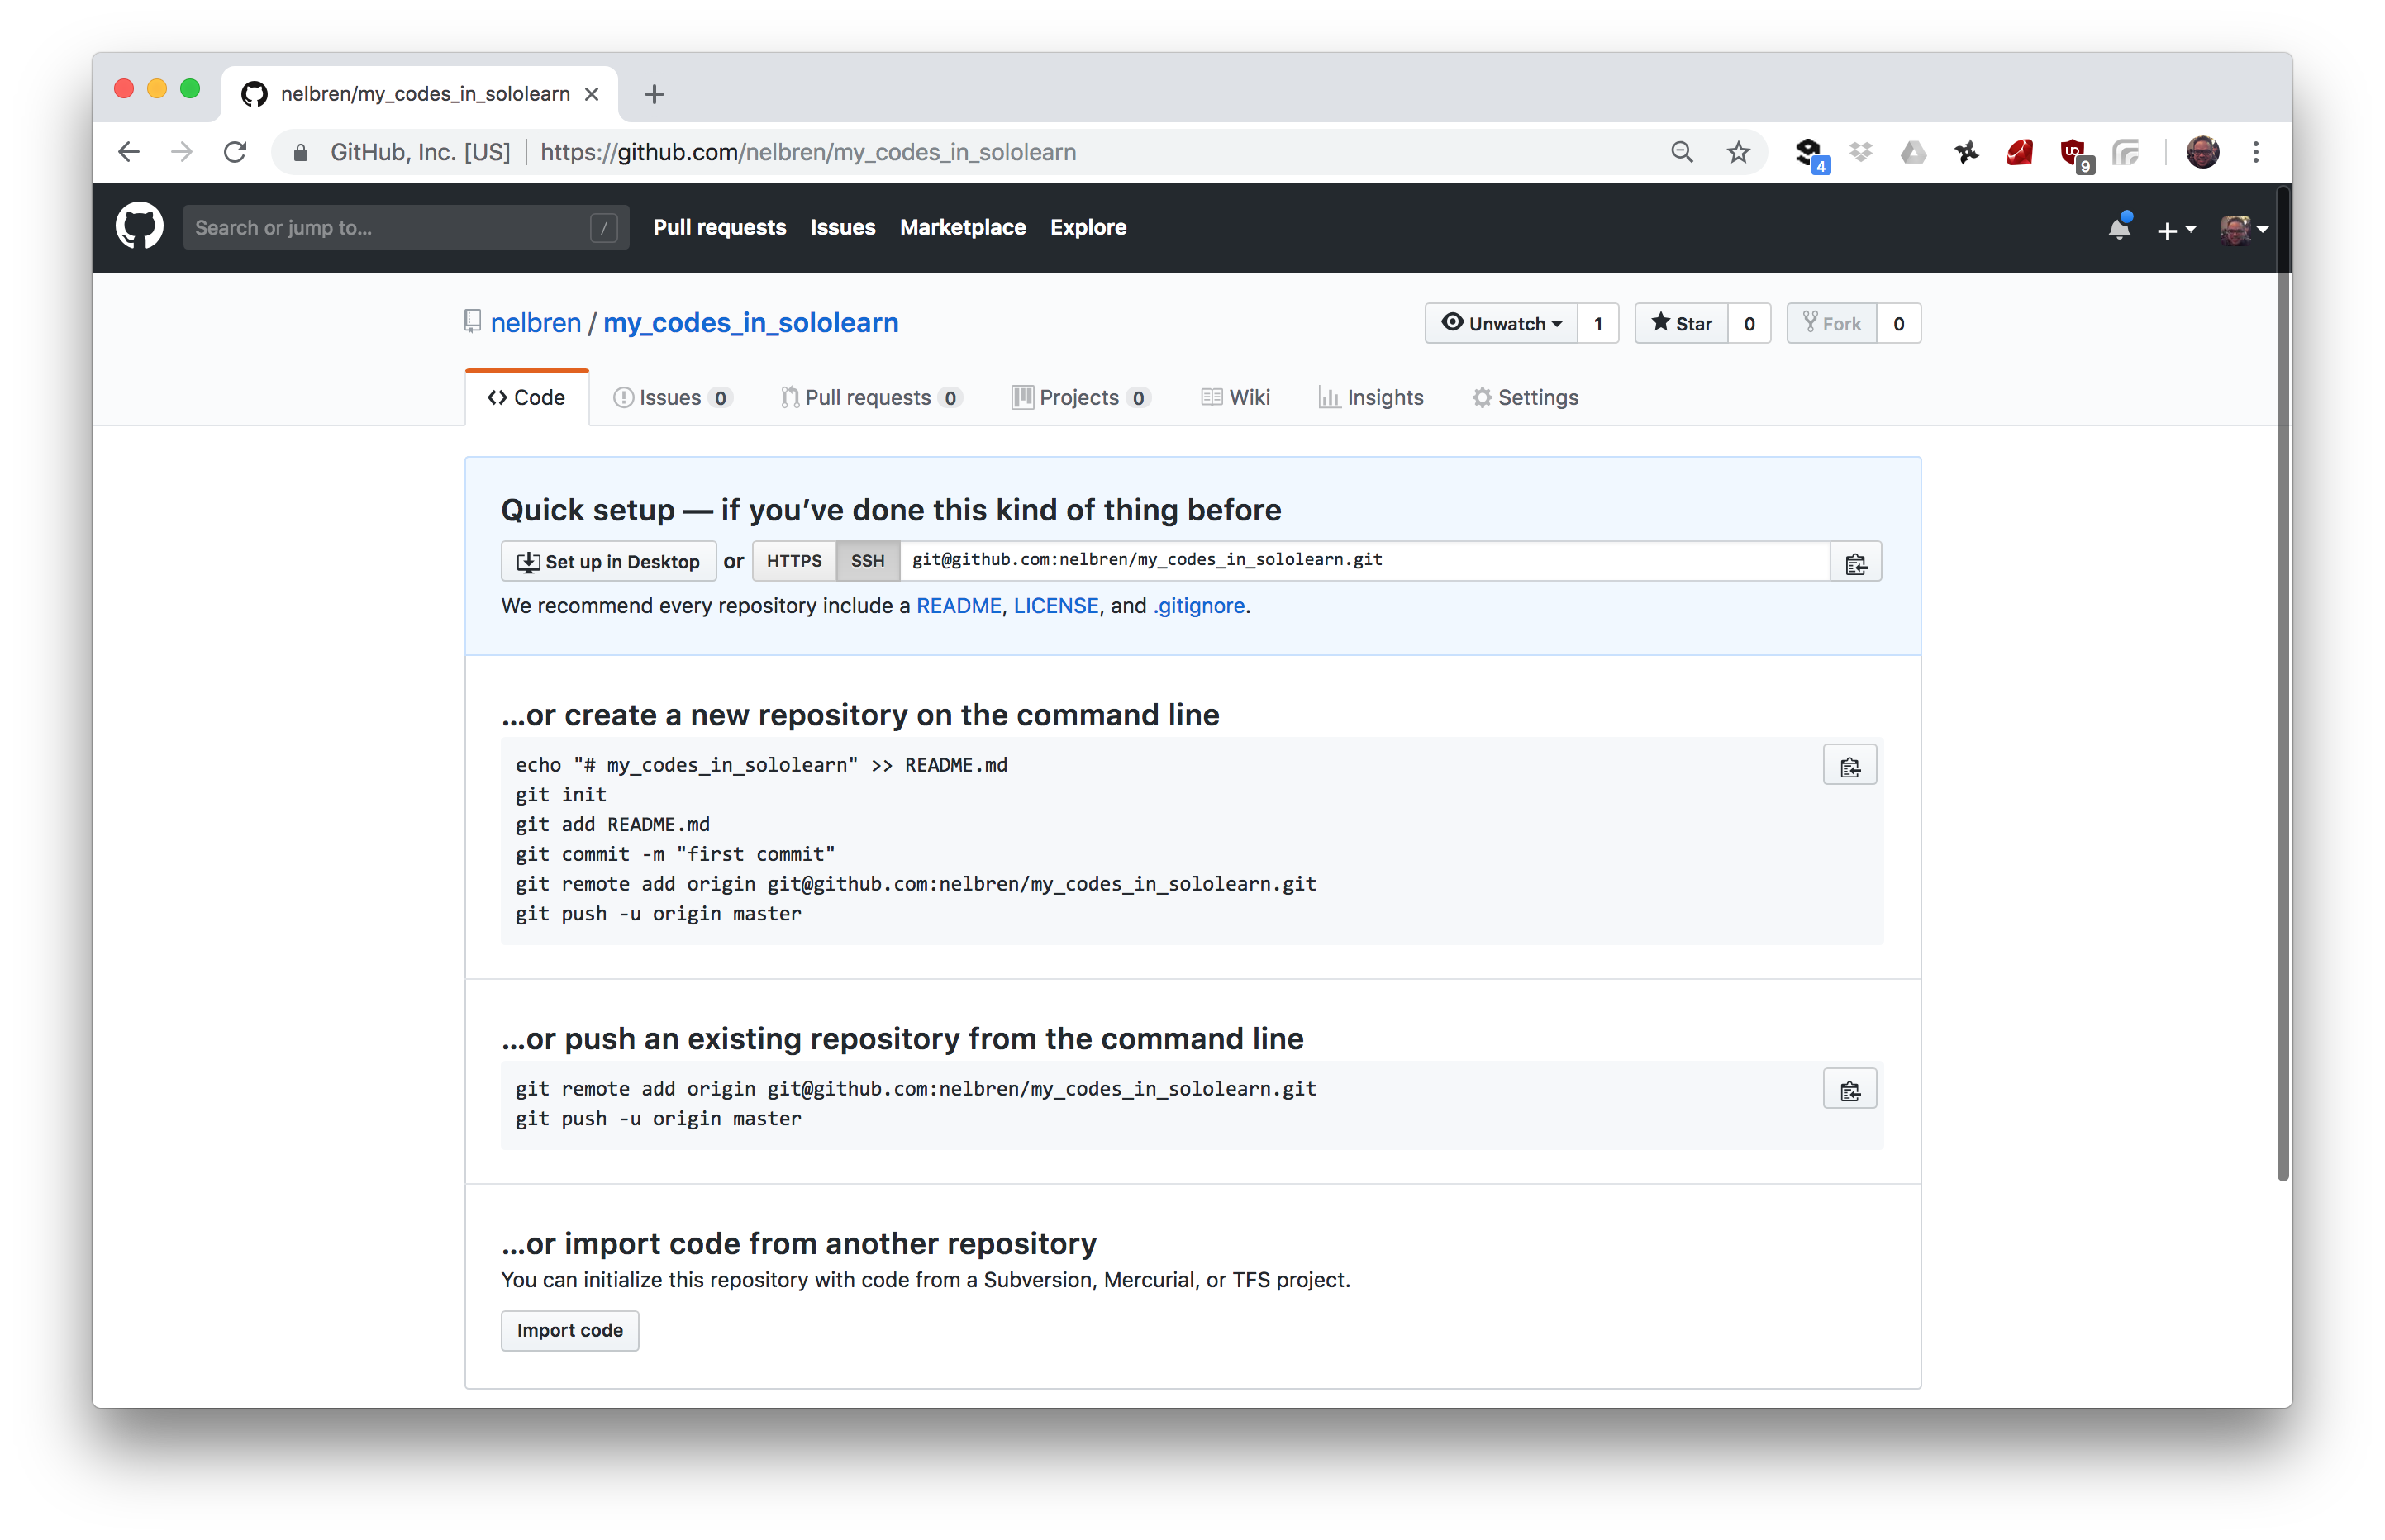 nelbren/my_codes_in_sololearn
GitHub, Inc. [US] | https://github.com/nelbren/my_codes_in_sololearn
4
9
Search or jump to... /
Pull requests Issues Marketplace Explore
nelbren / my_codes_in_sololearn
Unwatch 1 Star 0 Fork 0
Code Issues 0 Pull requests 0 Projects 0 Wiki Insights Settings
Quick setup — if you’ve done this kind of thing before
Set up in Desktop or HTTPS SSH git@github.com:nelbren/my_codes_in_sololearn.git
We recommend every repository include a README, LICENSE, and .gitignore.
…or create a new repository on the command line
echo "# my_codes_in_sololearn" >> README.md
git init
git add README.md
git commit -m "first commit"
git remote add origin git@github.com:nelbren/my_codes_in_sololearn.git
git push -u origin master
…or push an existing repository from the command line
git remote add origin git@github.com:nelbren/my_codes_in_sololearn.git
git push -u origin master
…or import code from another repository
You can initialize this repository with code from a Subversion, Mercurial, or TFS project.
Import code